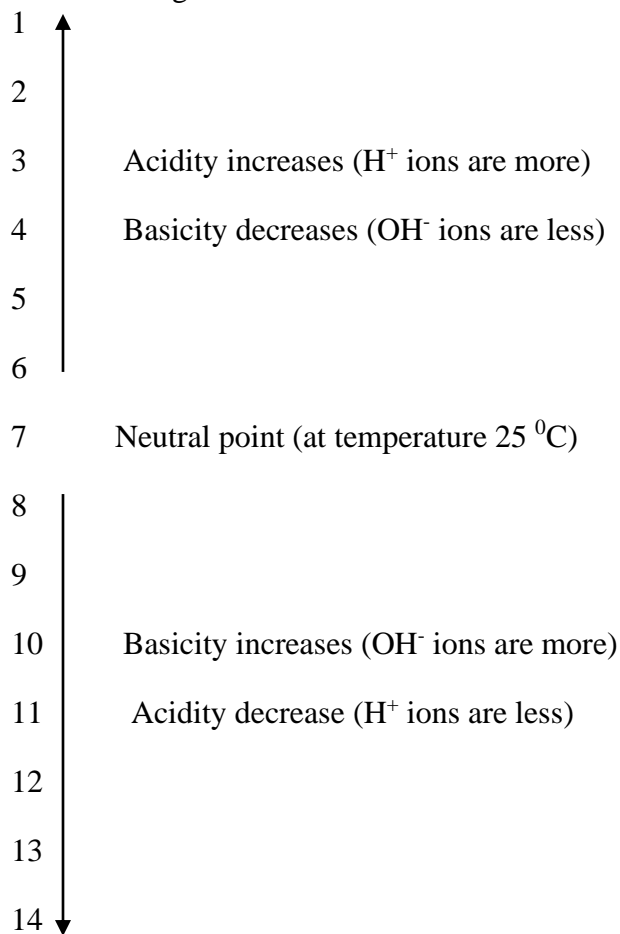 1
2
3 Acidity increases (H⁺ ions are more)
4 Basicity decreases (OH⁻ ions are less)
5
6
7 Neutral point (at temperature 25 ⁰C)
8
9
10 Basicity increases (OH⁻ ions are more)
11 Acidity decrease (H⁺ ions are less)
12
13
14